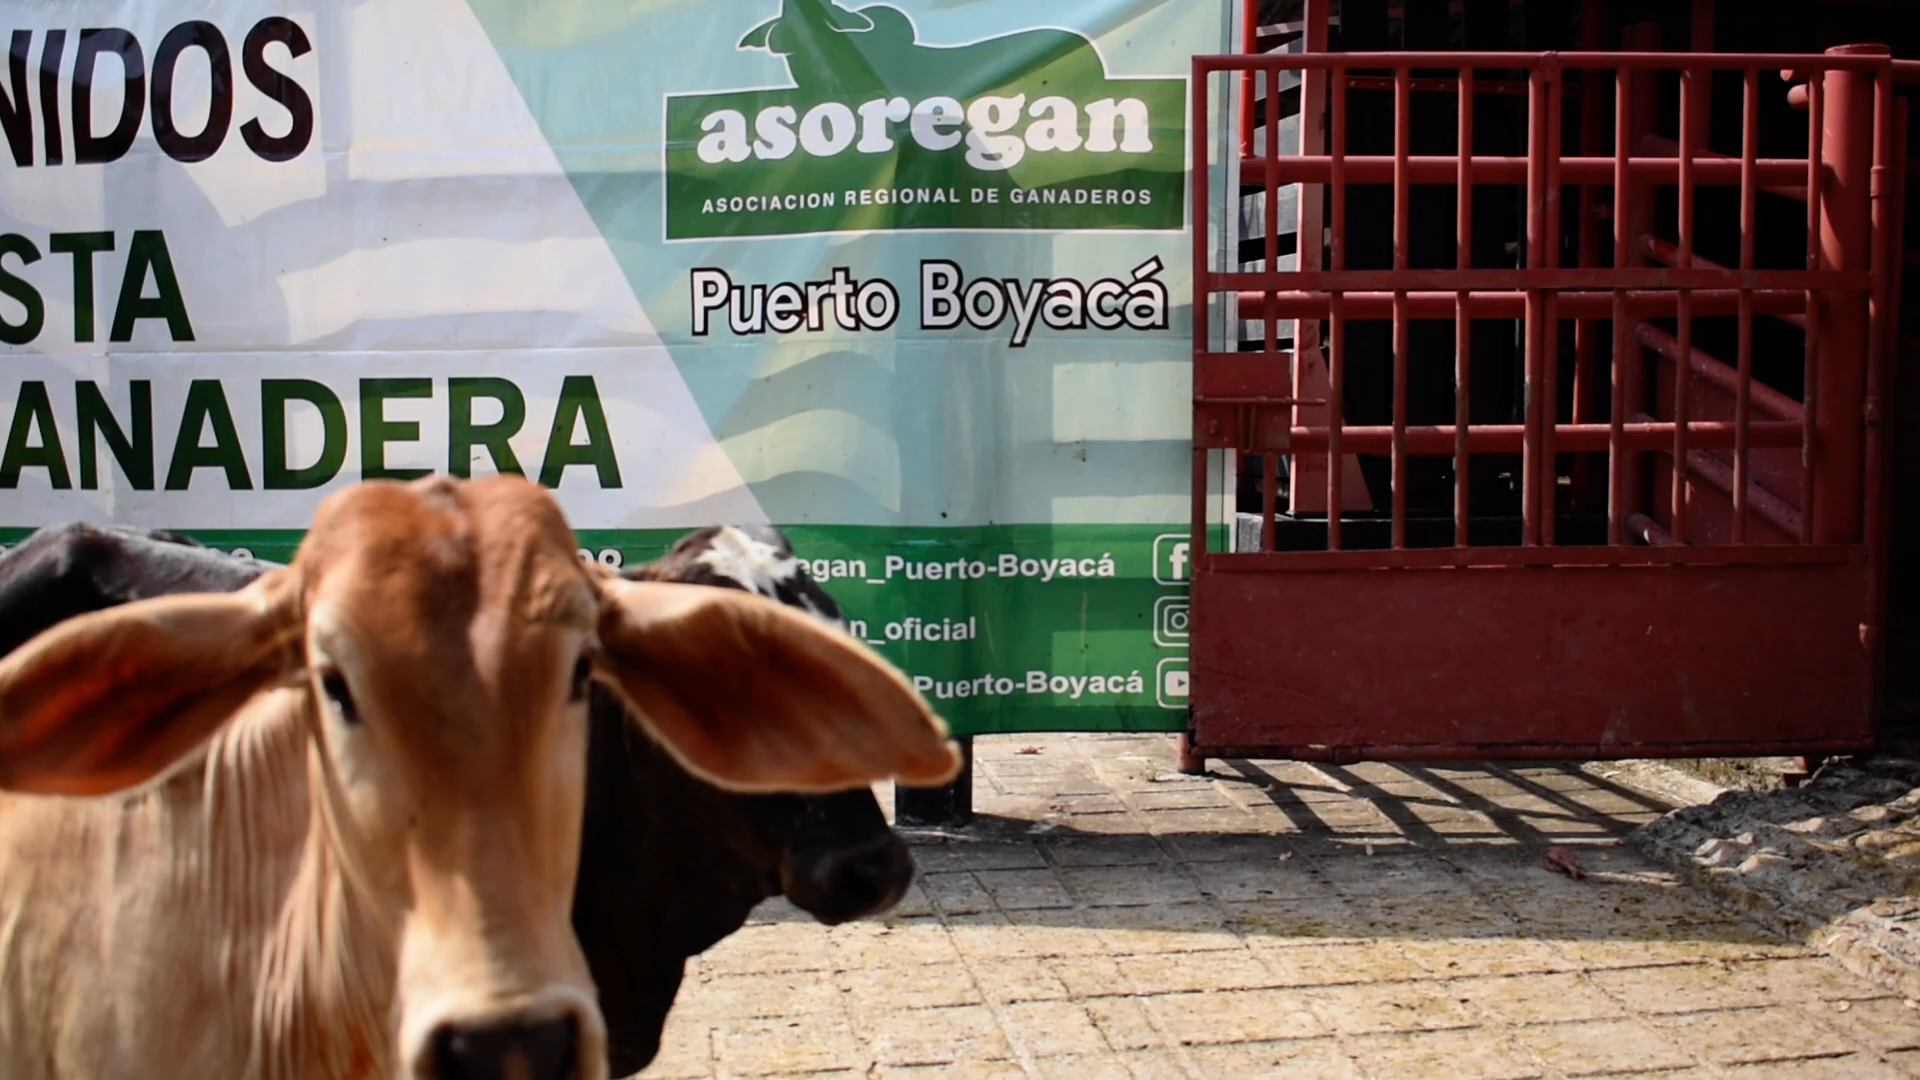 NIDOS
STA
ANADERA
asoregan
ASOCIACION REGIONAL DE GANADEROS
Puerto Boyacá
egan_Puerto-Boyacá
n_oficial
Puerto-Boyacá